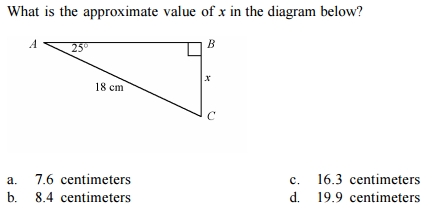 What is the approximate value of x in the diagram below?
A 25° B
x
18 cm
C
a. 7.6 centimeters c. 16.3 centimeters
b. 8.4 centimeters d. 19.9 centimeters